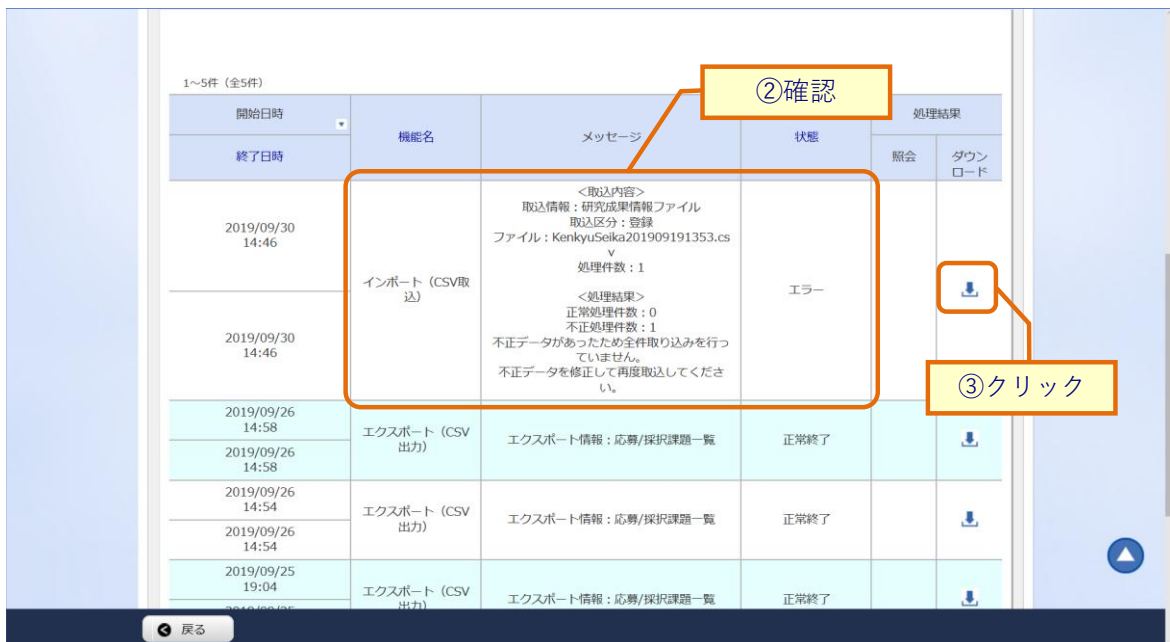 1～5件（全5件）
②確認
開始日時
機能名
メッセージ
状態
処理結果
終了日時
照会
ダウン
ロード
2019/09/30
14:46
2019/09/30
14:46
インポート（CSV取
込）
＜取込内容＞
取込情報：研究成果情報ファイル
取込区分：登録
ファイル：KenkyuSeika201909191353.cs
v
処理件数：1
＜処理結果＞
正常処理件数：0
不正処理件数：1
不正データがあったため全件取り込みを行っ
ていません。
不正データを修正して再度取込してくださ
い。
エラー
③クリック
2019/09/26
14:58
2019/09/26
14:58
エクスポート（CSV
出力）
エクスポート情報：応募/採択課題一覧
正常終了
2019/09/26
14:54
2019/09/26
14:54
エクスポート（CSV
出力）
エクスポート情報：応募/採択課題一覧
正常終了
2019/09/25
19:04
2019/09/25
エクスポート（CSV
出力）
エクスポート情報：応募/採択課題一覧
正常終了
戻る